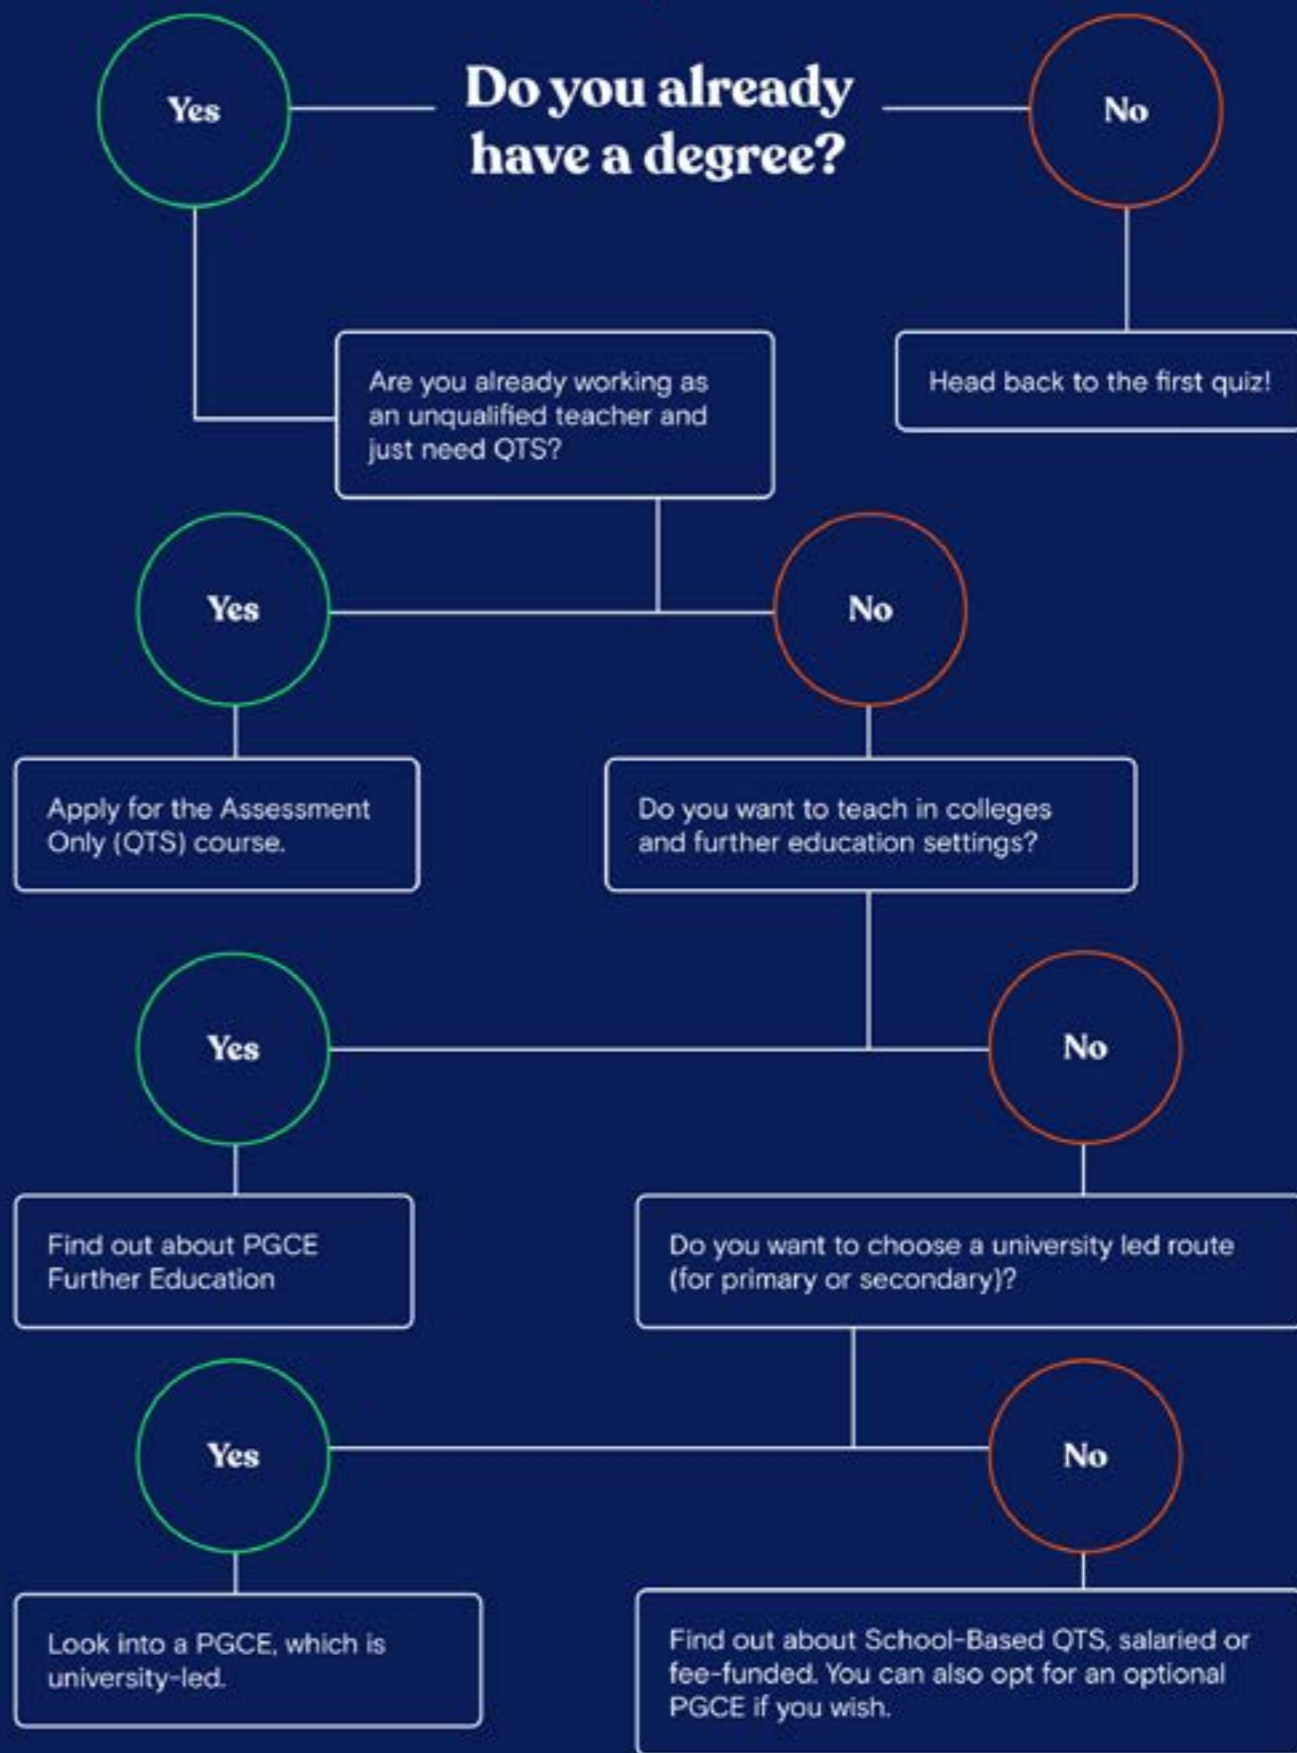 Yes
Do you already
have a degree?
No
Are you already working as
an unqualified teacher and
just need QTS?
Head back to the first quiz!
Yes
No
Apply for the Assessment
Only (QTS) course.
Do you want to teach in colleges
and further education settings?
Yes
No
Find out about PGCE
Further Education
Do you want to choose a university led route
(for primary or secondary)?
Yes
No
Look into a PGCE, which is
university-led.
Find out about School-Based QTS, salaried or
fee-funded. You can also opt for an optional
PGCE if you wish.